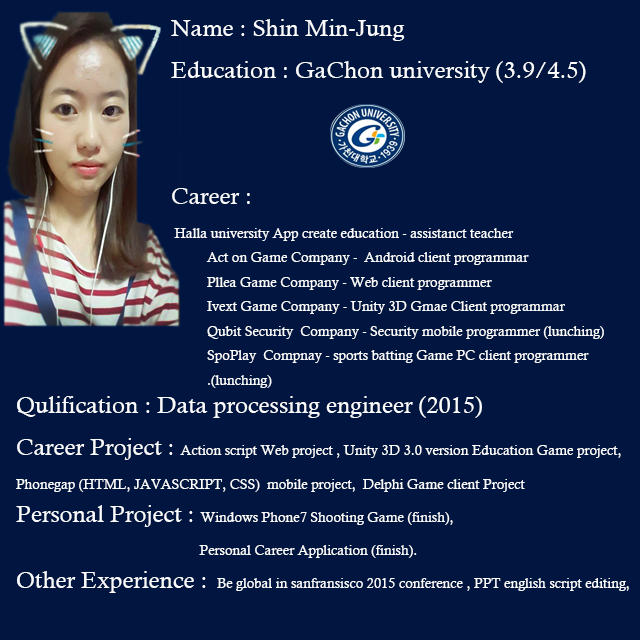 Name : Shin Min-Jung
Education : GaChon university (3.9/4.5)
GACHON UNIVERSITY
가천대학교 · 1939
Career :
Halla university App create education - assistanct teacher
Act on Game Company - Android client programmar
Pllea Game Company - Web client programmer
Ivext Game Company - Unity 3D Gmae Client programmar
Qubit Security Company - Security mobile programmer (lunching)
SpoPlay Compnay - sports batting Game PC client programmer
.(lunching)
Qulification : Data processing engineer (2015)
Career Project : Action script Web project , Unity 3D 3.0 version Education Game project,
Phonegap (HTML, JAVASCRIPT, CSS) mobile project, Delphi Game client Project
Personal Project : Windows Phone7 Shooting Game (finish),
Personal Career Application (finish).
Other Experience : Be global in sanfransisco 2015 conference , PPT english script editing,